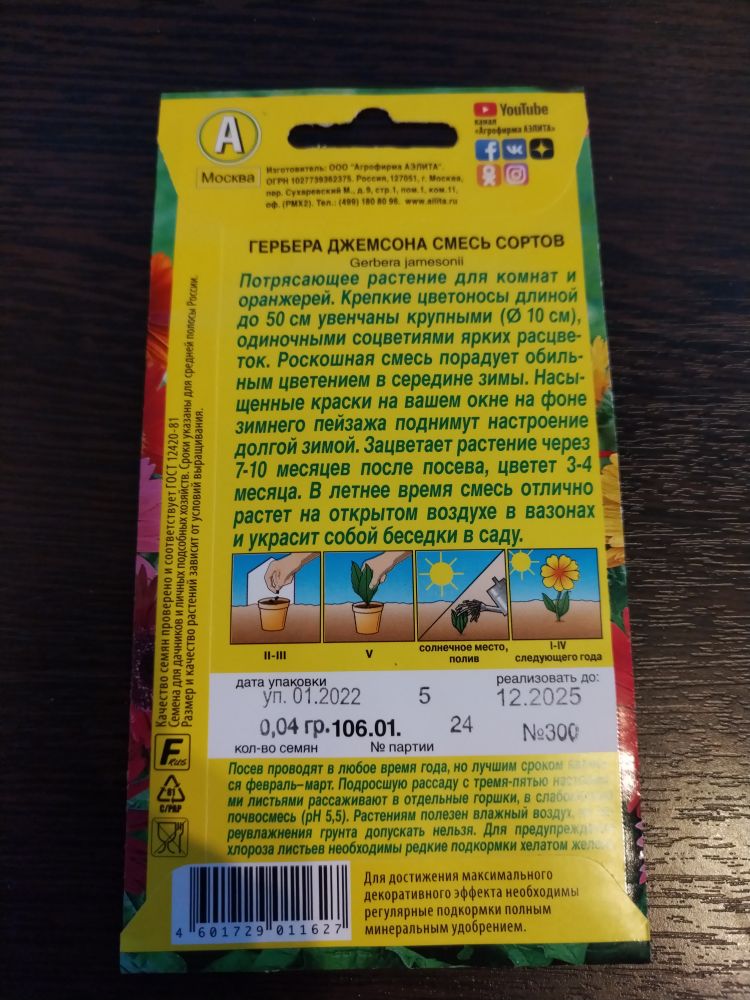 А
Москва
YouTube
канал
«Агрофирма АЭЛИТА»
Изготовитель: ООО "Агрофирма АЭЛИТА".
ОГРН 1027739362375. Россия,127051, г. Москва,
пер. Сухаревский М., д.9, стр.1, пом.1, ком.11,
оф. (РМХ2). Тел.: (499) 180 80 96. www.ailita.ru
ГЕРБЕРА ДЖЕМСОНА СМЕСЬ СОРТОВ
Gerbera jamesonii
Потрясающее растение для комнат и
оранжерей. Крепкие цветоносы длиной
до 50 см увенчаны крупными (Ø 10 см),
одиночными соцветиями ярких расцве-
ток. Роскошная смесь порадует обиль-
ным цветением в середине зимы. Насы-
щенные краски на вашем окне на фоне
зимнего пейзажа поднимут настроение
долгой зимой. Зацветает растение через
7-10 месяцев после посева, цветет 3-4
месяца. В летнее время смесь отлично
растет на открытом воздухе в вазонах
и украсит собой беседки в саду.
Качество семян проверено и соответствует ГОСТ 12420-81
Семена для дачников и личных подсобных хозяйств. Сроки указаны для средней полосы России.
Размер и качество растений зависит от условий выращивания.
II-III
V
солнечное место,
полив
I-IV
следующего года
дата упаковки
реализовать до:
уп. 01.2022 5 12.2025
0,04 гр. 106.01. 24 №300
кол-во семян № партии
F RUS
81
C/PAP
Посев проводят в любое время года, но лучшим сроком
ся февраль–март. Подросшую рассаду с тремя-пятью
ми листьями рассаживают в отдельные горшки, в
почвосмесь (pH 5,5). Растениям полезен влажный воздух,
реувлажнения грунта допускать нельзя. Для
хлороза листьев необходимы редкие подкормки хелатом
4 601729 011627
Для достижения максимального
декоративного эффекта необходимы
регулярные подкормки полным
минеральным удобрением.